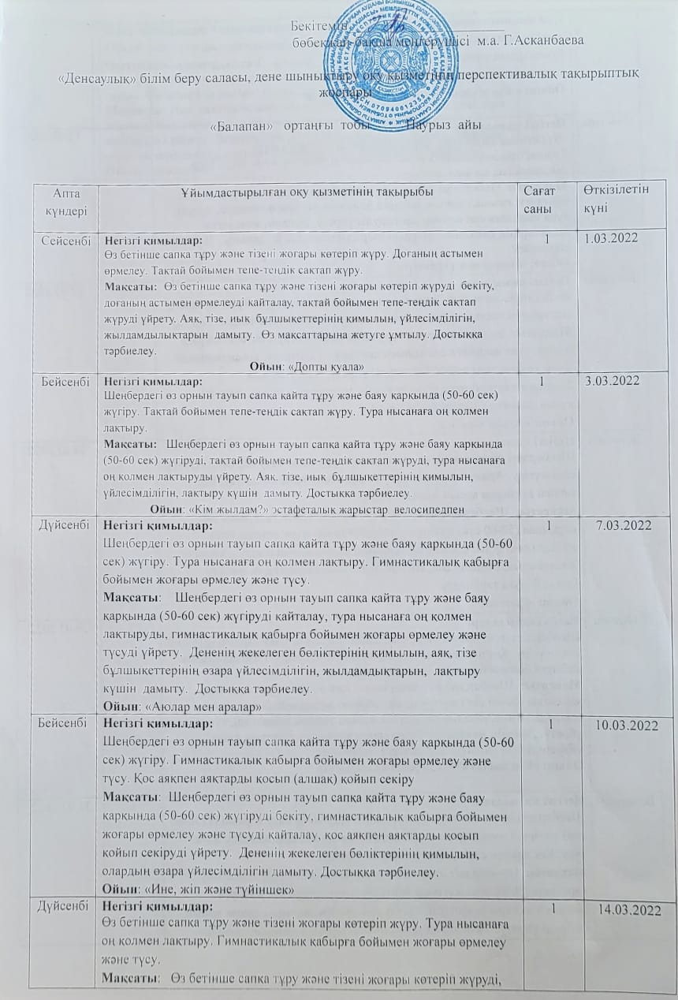 Бекітемін
бөбекжай-бақша меңгерушісі м.а. Г.Асканбаева
«Денсаулық» білім беру саласы, дене шынықтыру оқу қызметінің перспективалық тақырыптық
жоспары
«Балапан» ортаңғы тобы Наурыз айы
Апта күндері
Ұйымдастырылған оқу қызметінің тақырыбы
Сағат саны
Өткізілетін күні
Сейсенбі
Негізгі қимылдар:
Өз бетінше сапқа тұру және тізені жоғары көтеріп жүру. Доғаның астымен
өрмелеу. Тақтай бойымен тепе-теңдік сақтап жүру.
Мақсаты: Өз бетінше сапқа тұру және тізені жоғары көтеріп жүруді бекіту,
доғаның астымен өрмелеуді қайталау, тақтай бойымен тепе-теңдік сақтап
жүруді үйрету. Аяқ, тізе, иық бұлшықеттерінің қимылын, үйлесімділігін,
жылдамдылықтарын дамыту. Өз мақсаттарына жетуге ұмтылу. Достыққа
тәрбиелеу.
Ойын: «Допты қуала»
1
1.03.2022
Бейсенбі
Негізгі қимылдар:
Шеңбердегі өз орнын тауып сапқа қайта тұру және баяу қарқында (50-60 сек)
жүгіру. Тақтай бойымен тепе-теңдік сақтап жүру. Тура нысанаға оң қолмен
лақтыру.
Мақсаты: Шеңбердегі өз орнын тауып сапқа қайта тұру және баяу қарқында
(50-60 сек) жүгіруді, тақтай бойымен тепе-теңдік сақтап жүруді, тура нысанаға
оң қолмен лақтыруды үйрету. Аяқ, тізе, иық бұлшықеттерінің қимылын,
үйлесімділігін, лақтыру күшін дамыту. Достыққа тәрбиелеу.
Ойын: «Кім жылдам?» эстафеталық жарыстар велосипедпен
1
3.03.2022
Дүйсенбі
Негізгі қимылдар:
Шеңбердегі өз орнын тауып сапқа қайта тұру және баяу қарқында (50-60
сек) жүгіру. Тура нысанаға оң қолмен лақтыру. Гимнастикалық қабырға
бойымен жоғары өрмелеу және түсу.
Мақсаты: Шеңбердегі өз орнын тауып сапқа қайта тұру және баяу
қарқында (50-60 сек) жүгіруді қайталау, тура нысанаға оң қолмен
лақтыруды, гимнастикалық қабырға бойымен жоғары өрмелеу және
түсуді үйрету. Дененің жекелеген бөліктерінің қимылын, аяқ, тізе
бұлшықеттерінің өзара үйлесімділігін, жылдамдықтарын, лақтыру
күшін дамыту. Достыққа тәрбиелеу.
Ойын: «Аюлар мен аралар»
1
7.03.2022
Бейсенбі
Негізгі қимылдар:
Шеңбердегі өз орнын тауып сапқа қайта тұру және баяу қарқында (50-60
сек) жүгіру. Гимнастикалық қабырға бойымен жоғары өрмелеу және
түсу. Қос аяқпен аяқтарды қосып (алшақ) қойып секіру
Мақсаты: Шеңбердегі өз орнын тауып сапқа қайта тұру және баяу
қарқында (50-60 сек) жүгіруді бекіту, гимнастикалық қабырға бойымен
жоғары өрмелеу және түсуді қайталау, қос аяқпен аяқтарды қосып
қойып секіруді үйрету. Дененің жекелеген бөліктерінің қимылын,
олардың өзара үйлесімділігін дамыту. Достыққа тәрбиелеу.
Ойын: «Ине, жіп және түйіншек»
1
10.03.2022
Дүйсенбі
Негізгі қимылдар:
Өз бетінше сапқа тұру және тізені жоғары көтеріп жүру. Тура нысанаға
оң қолмен лақтыру. Гимнастикалық қабырға бойымен жоғары өрмелеу
және түсу.
Мақсаты: Өз бетінше сапқа тұру және тізені жоғары көтеріп жүруді,
1
14.03.2022